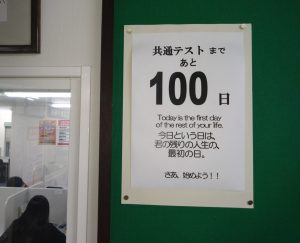 共通テスト まで
あと
100 日
Today is the first day
of the rest of your life.
今日という日は、
君の残りの人生の、
最初の日。
さあ、始めよう！！